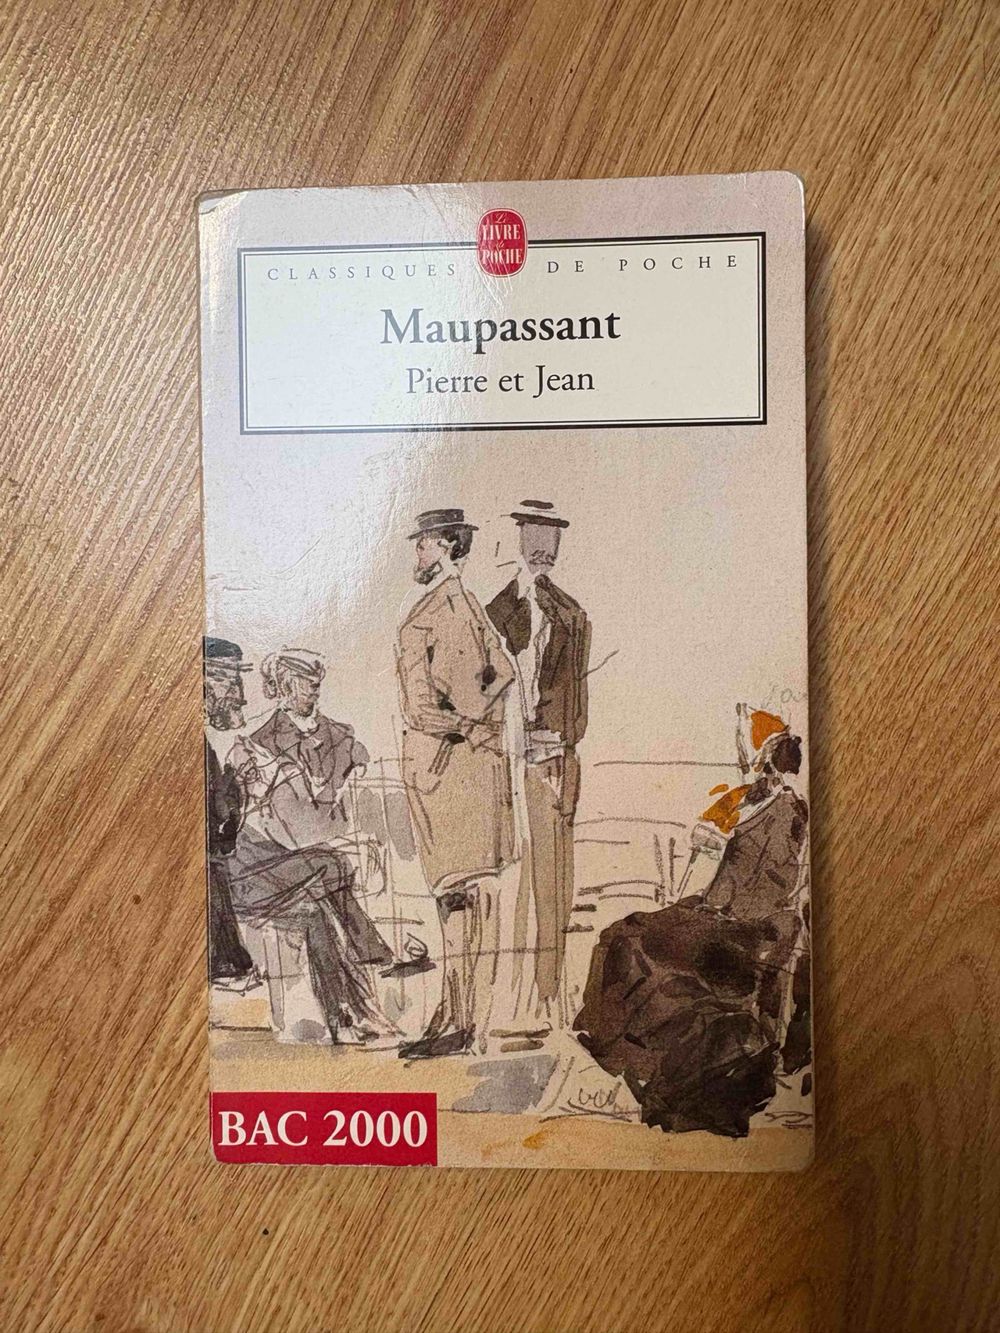 Le
LIVRE
de
POCHE
CLASSIQUES DE POCHE
Maupassant
Pierre et Jean
BAC 2000